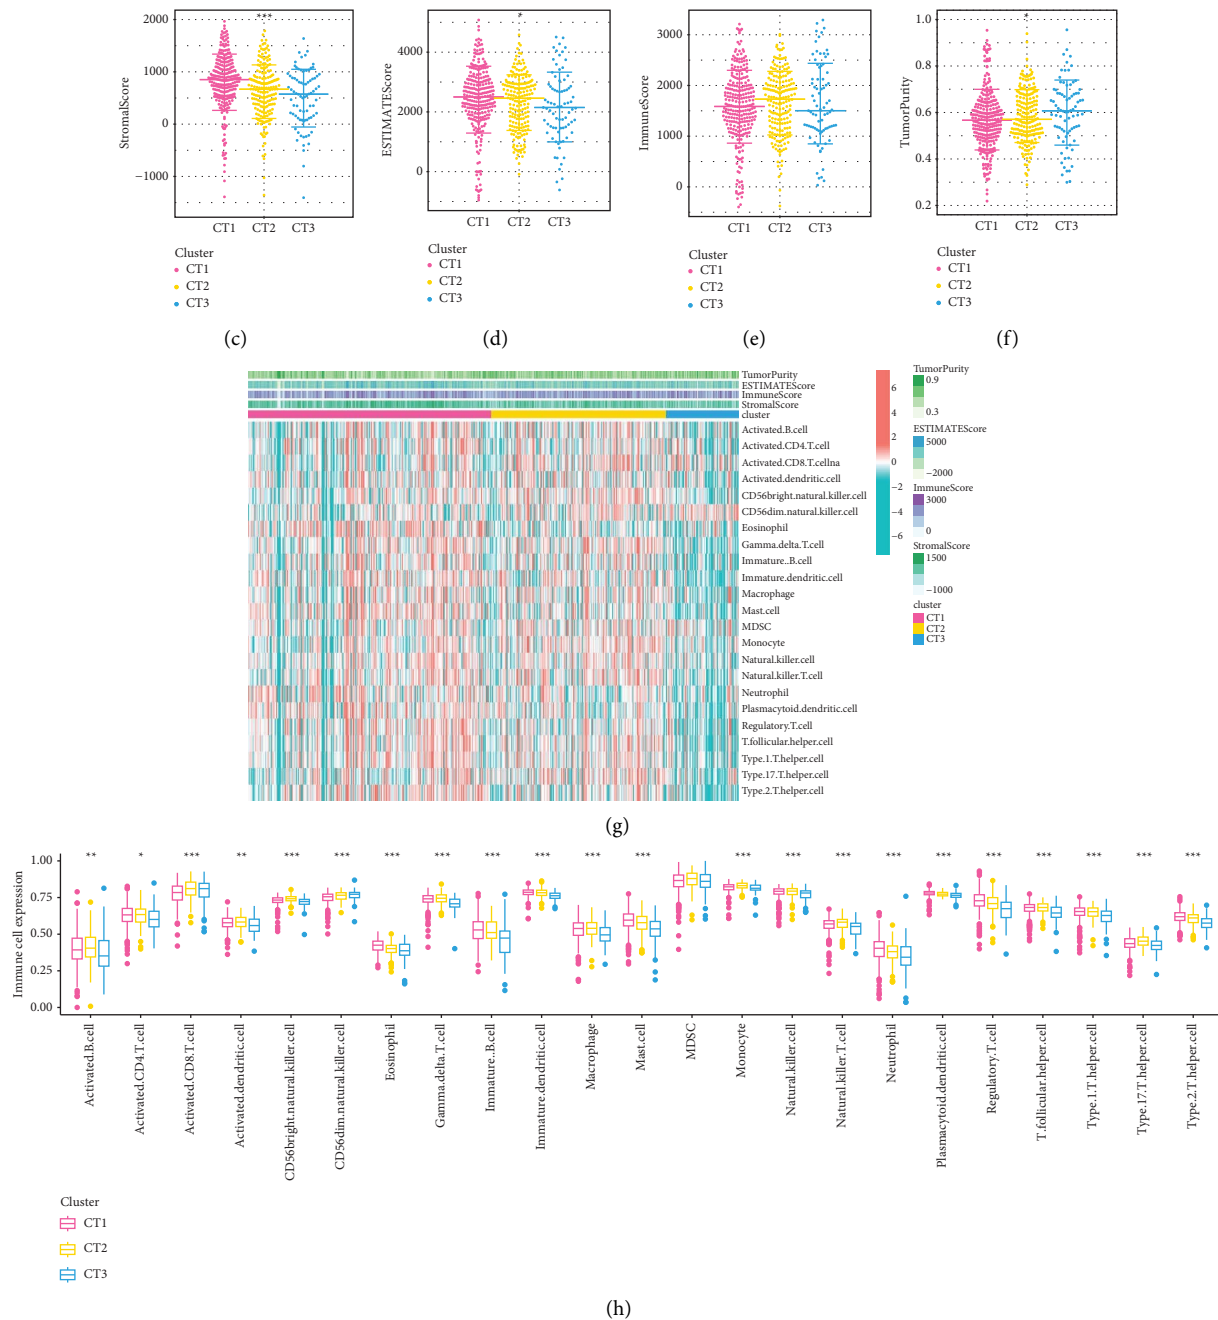 StromalScore
2000
1000
0
−1000
***
CT1 CT2 CT3
Cluster
CT1
CT2
CT3
(c)
ESTIMATEScore
4000
2000
0
*
CT1 CT2 CT3
Cluster
CT1
CT2
CT3
(d)
ImmuneScore
3000
2000
1000
0
CT1 CT2 CT3
Cluster
CT1
CT2
CT3
(e)
TumorPurity
1.0
0.8
0.6
0.4
0.2
*
CT1 CT2 CT3
Cluster
CT1
CT2
CT3
(f)
TumorPurity
ESTIMATEScore
ImmuneScore
StromalScore
cluster
Activated.B.cell
Activated.CD4.T.cell
Activated.CD8.T.cellna
Activated.dendritic.cell
CD56bright.natural.killer.cell
CD56dim.natural.killer.cell
Eosinophil
Gamma.delta.T.cell
Immature..B.cell
Immature.dendritic.cell
Macrophage
Mast.cell
MDSC
Monocyte
Natural.killer.cell
Natural.killer.T.cell
Neutrophil
Plasmacytoid.dendritic.cell
Regulatory.T.cell
T.follicular.helper.cell
Type.1.T.helper.cell
Type.17.T.helper.cell
Type.2.T.helper.cell
6
4
2
0
−2
−4
−6
TumorPurity
0.9
0.3
ESTIMATEScore
5000
−2000
ImmuneScore
3000
0
StromalScore
1500
−1000
cluster
CT1
CT2
CT3
(g)
Immune cell expression
1.00
0.75
0.50
0.25
0.00
** * *** ** *** *** *** *** *** *** *** *** *** *** *** *** *** *** *** *** *** ***
Activated.B.cell
Activated.CD4.T.cell
Activated.CD8.T.cell
Activated.dendritic.cell
CD56bright.natural.killer.cell
CD56dim.natural.killer.cell
Eosinophil
Gamma.delta.T.cell
Immature..B.cell
Immature.dendritic.cell
Macrophage
Mast.cell
MDSC
Monocyte
Natural.killer.cell
Natural.killer.T.cell
Neutrophil
Plasmacytoid.dendritic.cell
Regulatory.T.cell
T.follicular.helper.cell
Type.1.T.helper.cell
Type.17.T.helper.cell
Type.2.T.helper.cell
Cluster
CT1
CT2
CT3
(h)